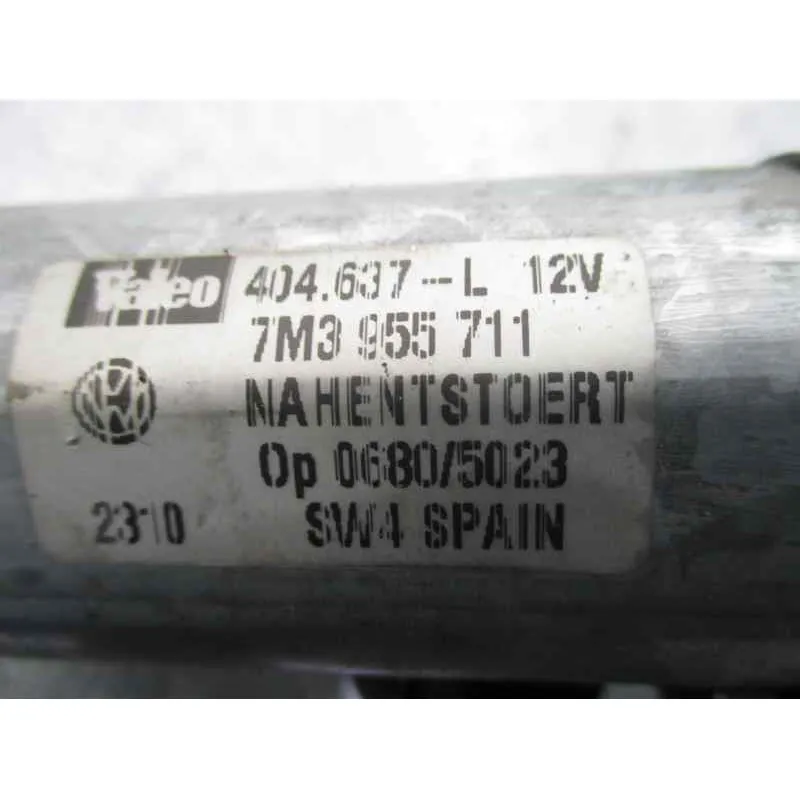 Valeo 404.637--L 12V
7M3 955 711
NAHENTSTOERT
Op 0680/5023
2310 SW4 SPAIN